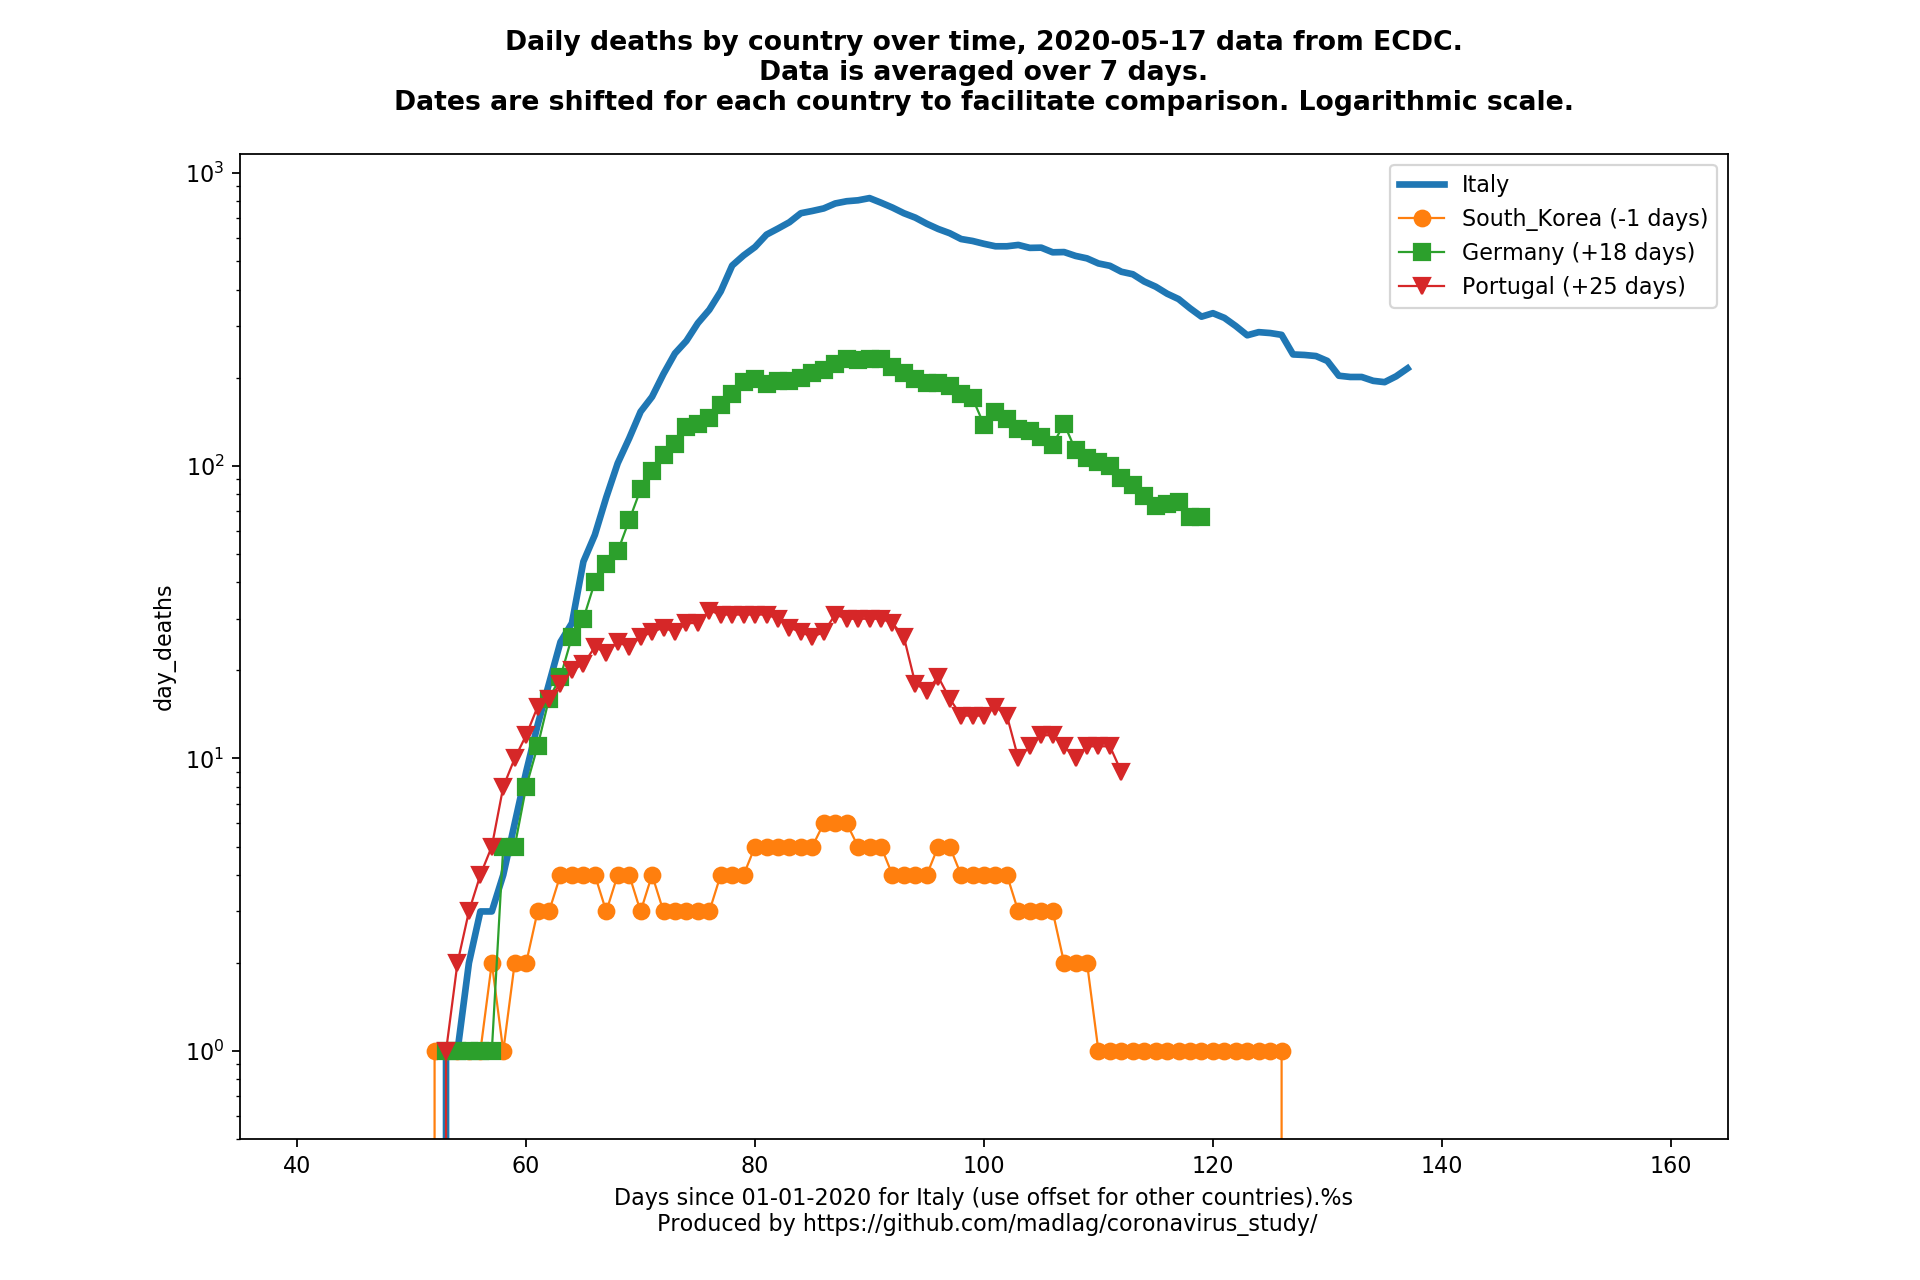 Daily deaths by country over time, 2020-05-17 data from ECDC.
Data is averaged over 7 days.
Dates are shifted for each country to facilitate comparison. Logarithmic scale.
10³
10²
10¹
10⁰
day_deaths
Italy
South_Korea (-1 days)
Germany (+18 days)
Portugal (+25 days)
40 60 80 100 120 140 160
Days since 01-01-2020 for Italy (use offset for other countries).%s
Produced by https://github.com/madlag/coronavirus_study/